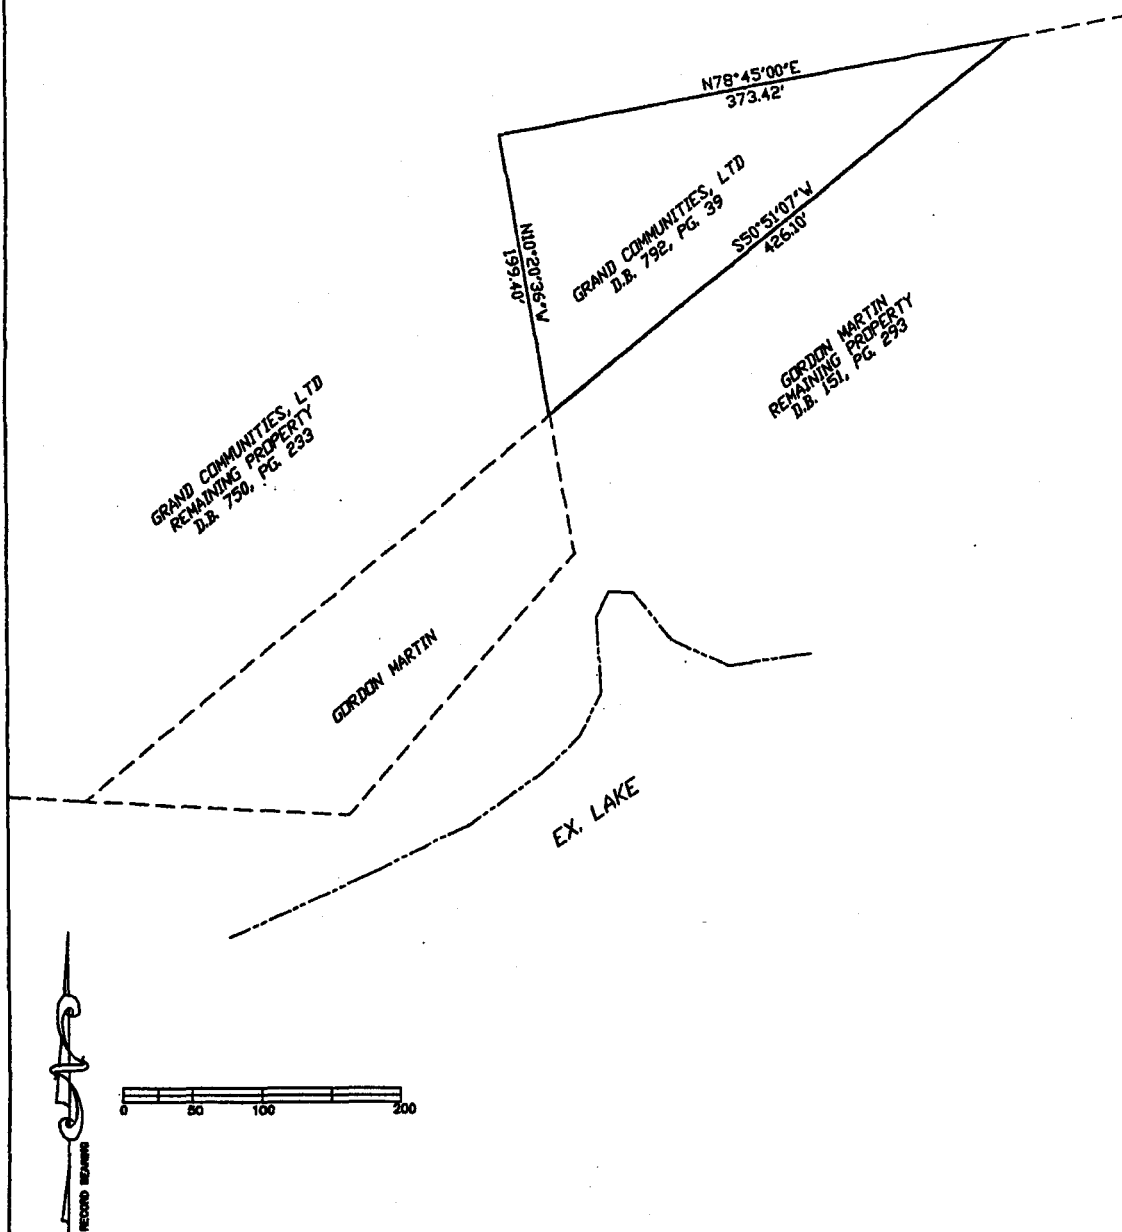 N78°45'00"E
373.42'
N10°20'36"W
199.40'
GRAND COMMUNITIES, LTD
D.B. 792, PG. 39
S50°51'07"W
426.10'
GORDON MARTIN
REMAINING PROPERTY
D.B. 151, PG. 293
GRAND COMMUNITIES, LTD
REMAINING PROPERTY
D.B. 750, PG. 233
GORDON MARTIN
EX. LAKE
RECORD BEARING
0 50 100 200